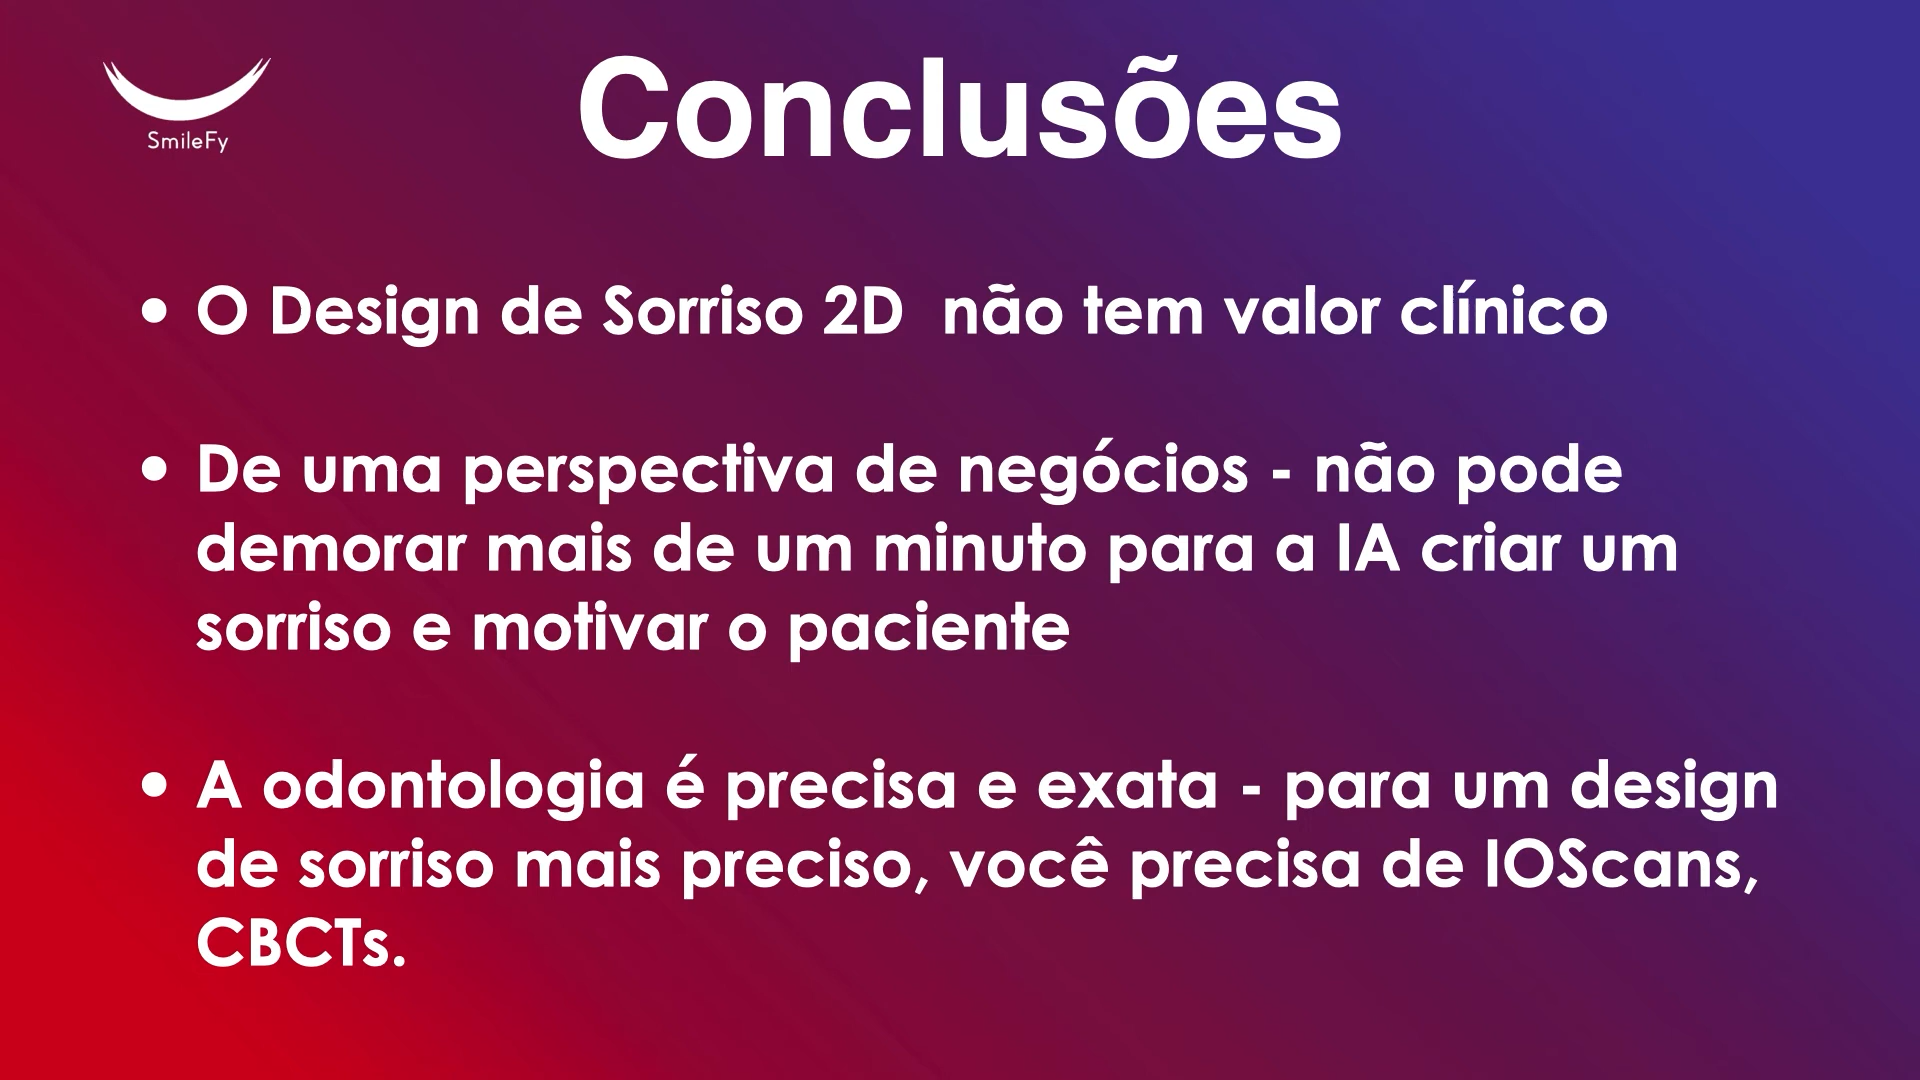 SmileFy
Conclusões
• O Design de Sorriso 2D  não tem valor clínico
• De uma perspectiva de negócios - não pode
demorar mais de um minuto para a IA criar um
sorriso e motivar o paciente
• A odontologia é precisa e exata - para um design
de sorriso mais preciso, você precisa de IOScans,
CBCTs.